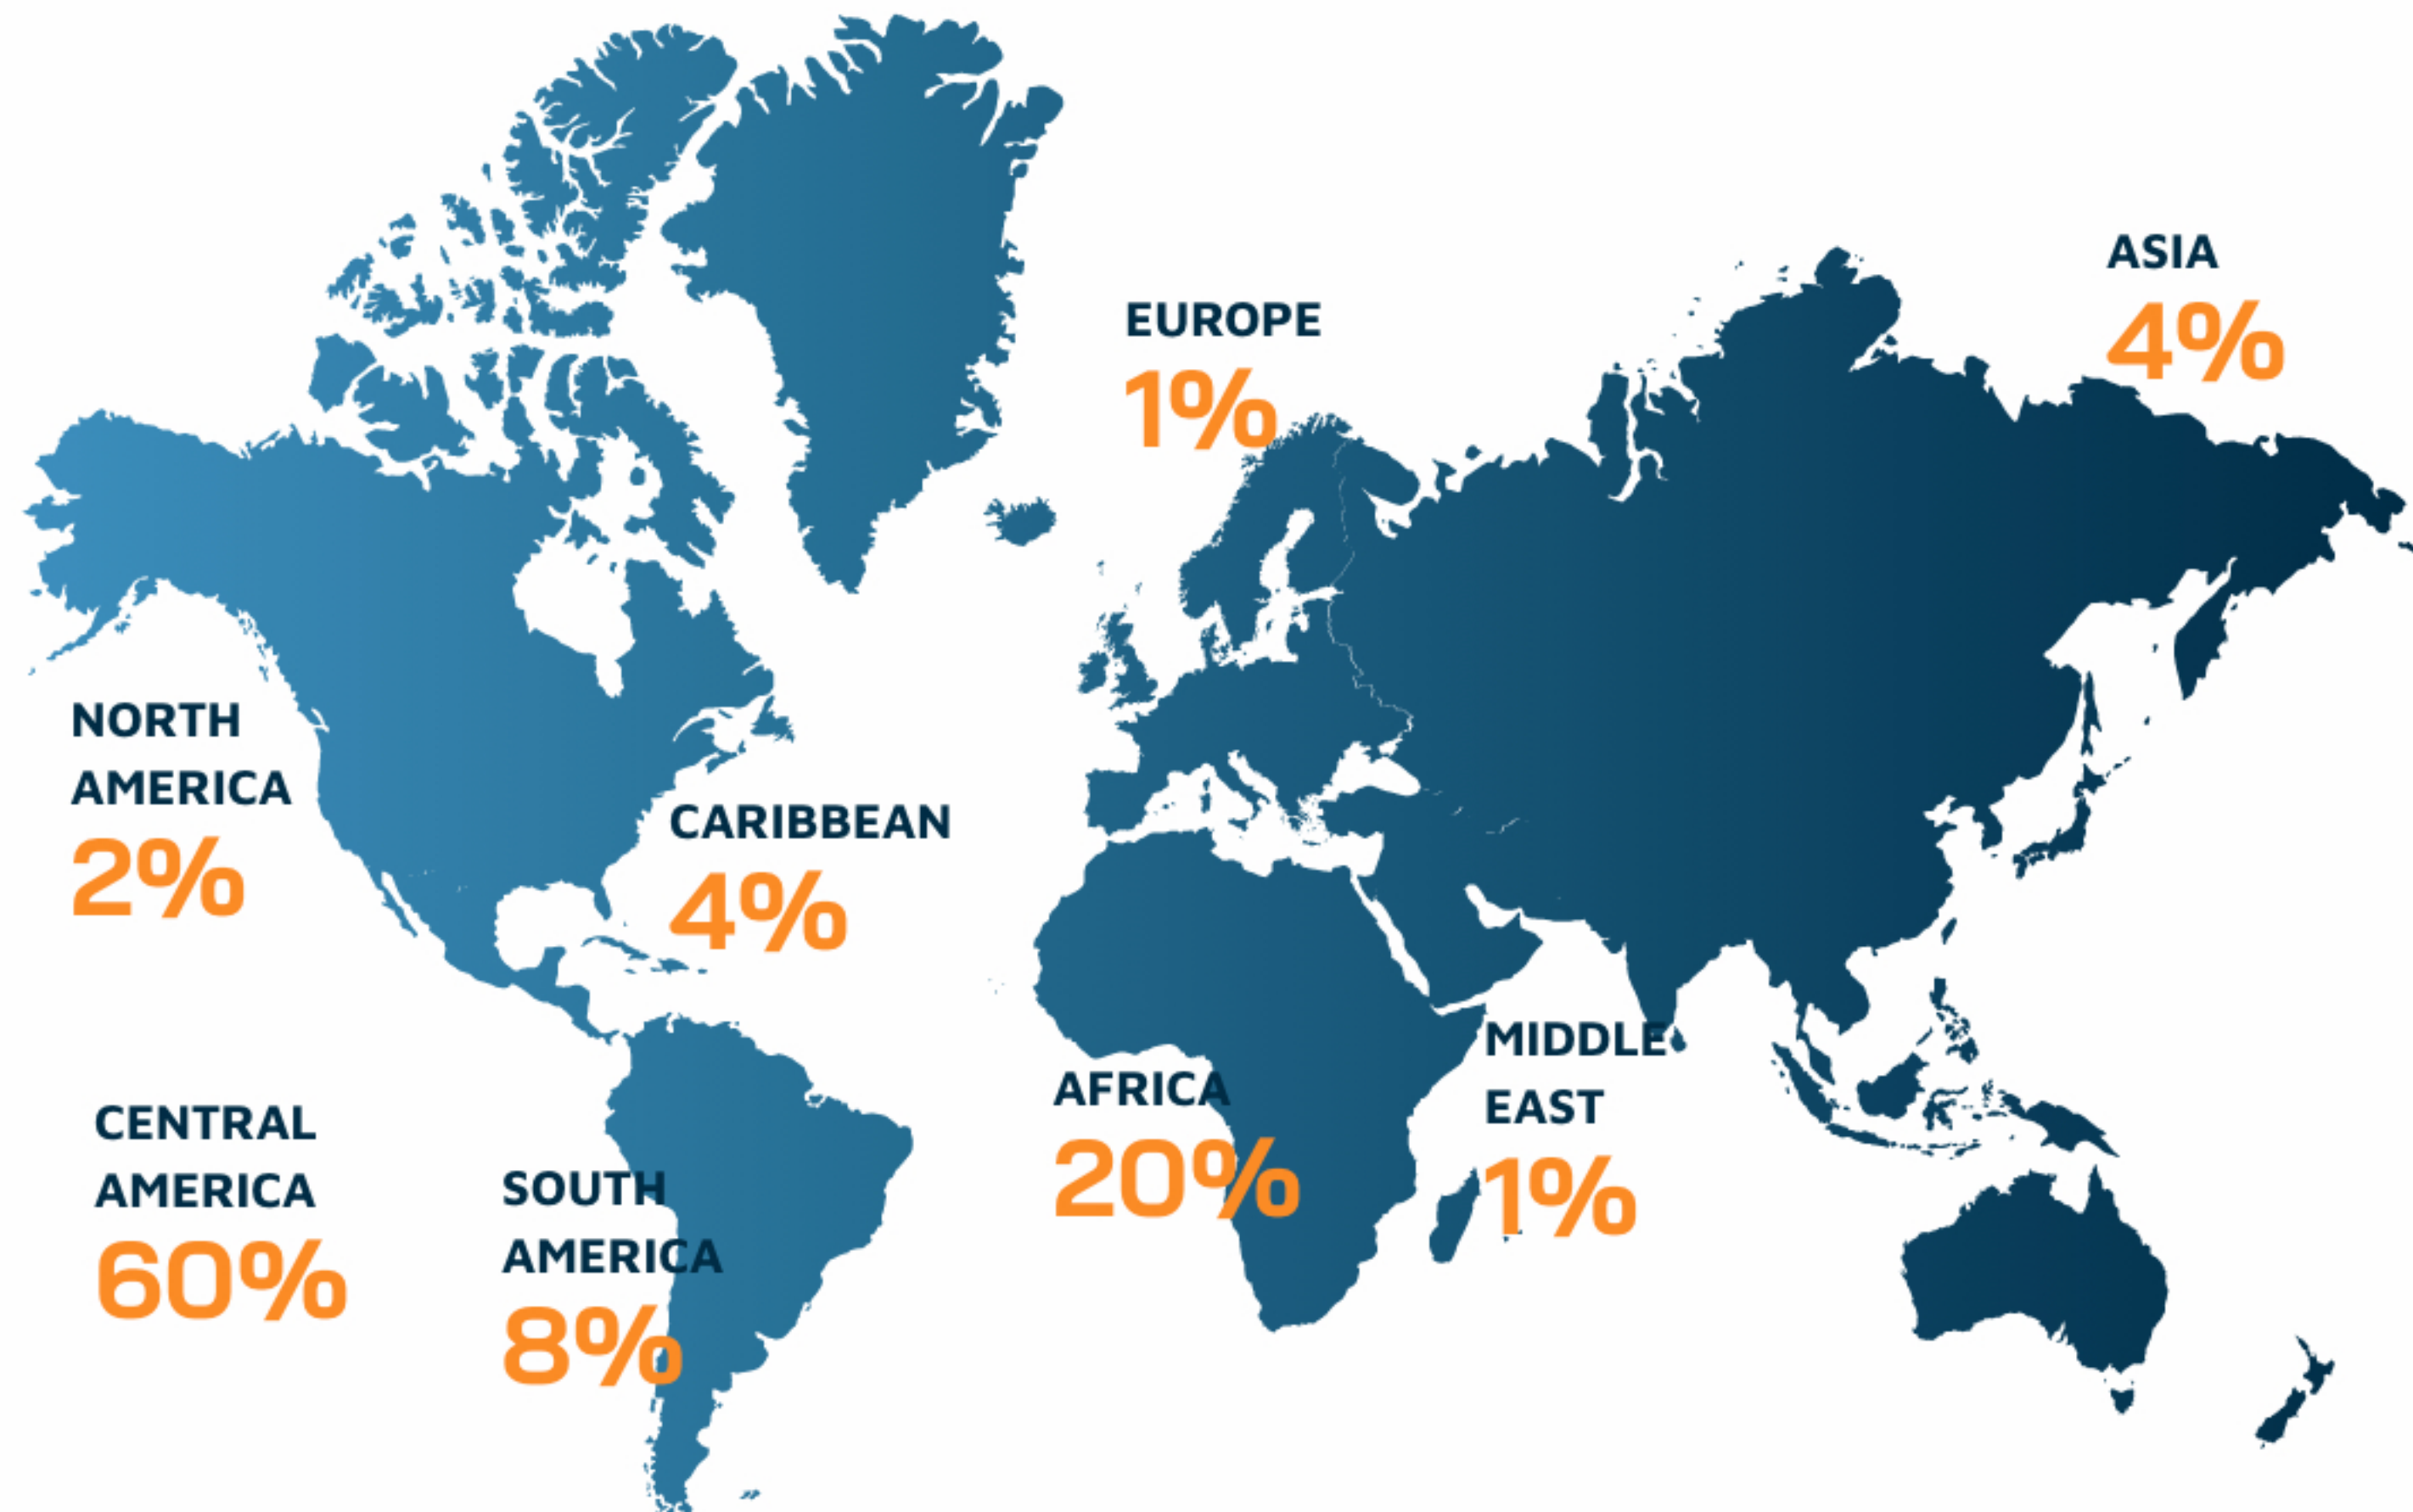 ASIA
4%
EUROPE
1%
NORTH
AMERICA
2%
CARIBBEAN
4%
MIDDLE
EAST
1%
AFRICA
20%
CENTRAL
AMERICA
60%
SOUTH
AMERICA
8%